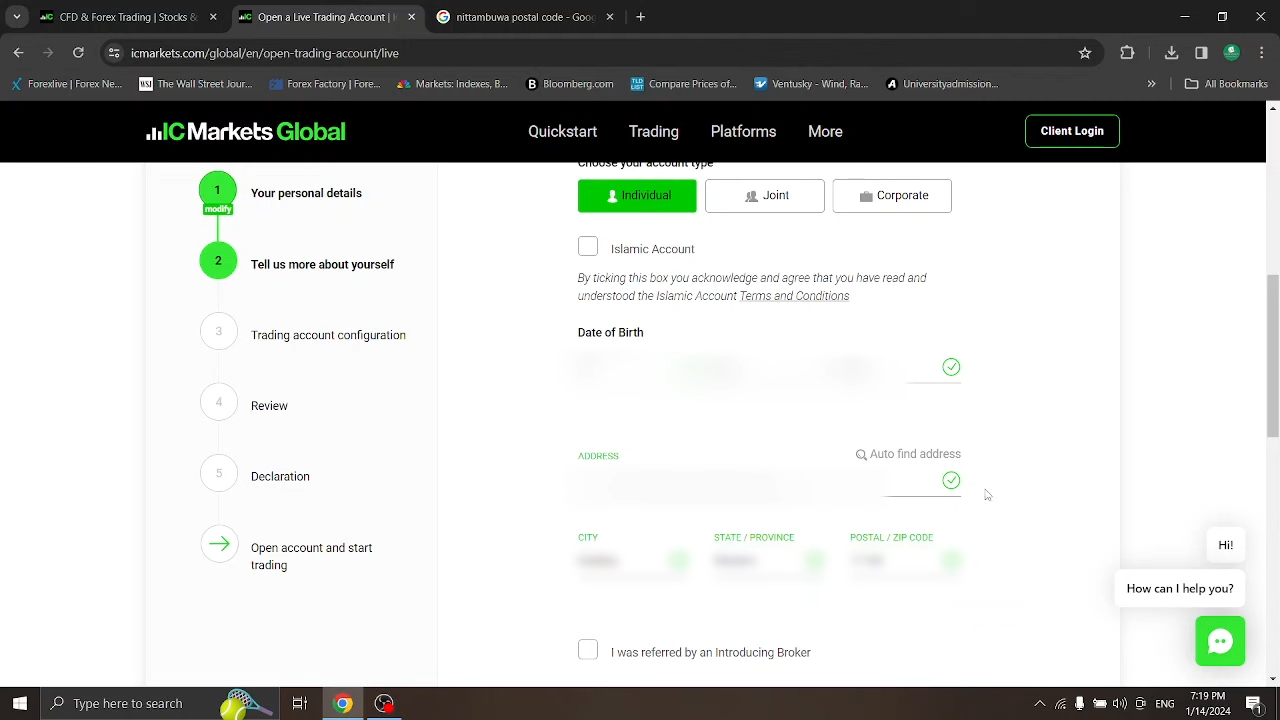 CFD & Forex Trading | Stocks &
Open a Live Trading Account |
nittambuwa postal code - Goo
icmarkets.com/global/en/open-trading-account/live
Forexlive | Forex Ne...
The Wall Street Jour...
Forex Factory | Fore...
Markets: Indexes, B...
Bloomberg.com
TLD LIST
Compare Prices of...
Ventusky - Wind, Ra...
Universityadmission...
All Bookmarks
IC Markets Global
Quickstart
Trading
Platforms
More
Client Login
1
Your personal details
modify
2
Tell us more about yourself
3
Trading account configuration
4
Review
5
Declaration
Open account and start
trading
Choose your account type
Individual
Joint
Corporate
Islamic Account
By ticking this box you acknowledge and agree that you have read and
understood the Islamic Account Terms and Conditions
Date of Birth
ADDRESS
Auto find address
CITY
STATE / PROVINCE
POSTAL / ZIP CODE
I was referred by an Introducing Broker
Hi!
How can I help you?
Type here to search
ENG
7:19 PM
1/14/2024